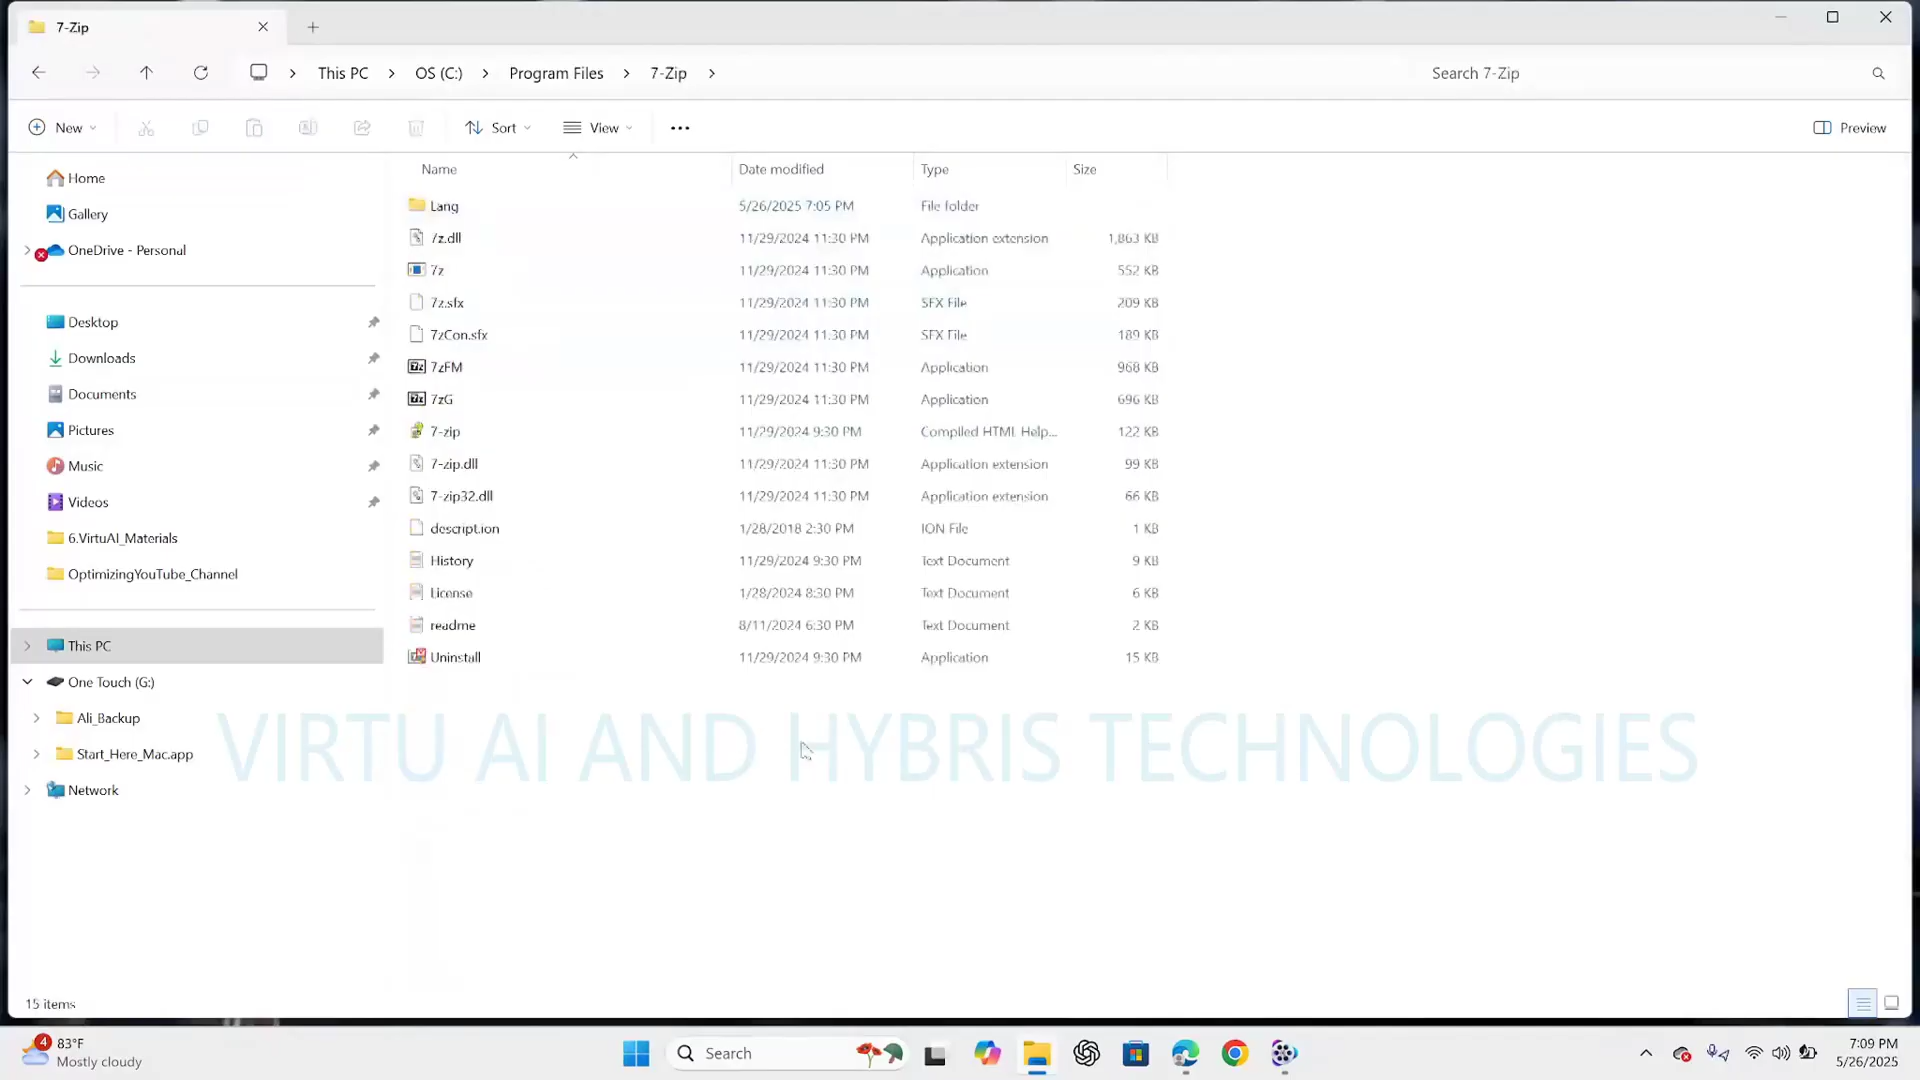 7-Zip
This PC > OS (C:) > Program Files > 7-Zip >
Search 7-Zip
New
Sort
View
Preview
Home
Gallery
OneDrive - Personal
Desktop
Downloads
Documents
Pictures
Music
Videos
6.VirtuAI_Materials
OptimizingYouTube_Channel
This PC
One Touch (G:)
Ali_Backup
Start_Here_Mac.app
Network
Name Date modified Type Size
Lang 5/26/2025 7:05 PM File folder
7z.dll 11/29/2024 11:30 PM Application extension 1,863 KB
7z 11/29/2024 11:30 PM Application 552 KB
7z.sfx 11/29/2024 11:30 PM SFX File 209 KB
7zCon.sfx 11/29/2024 11:30 PM SFX File 189 KB
7zFM 11/29/2024 11:30 PM Application 968 KB
7zG 11/29/2024 11:30 PM Application 696 KB
7-zip 11/29/2024 9:30 PM Compiled HTML Help... 122 KB
7-zip.dll 11/29/2024 11:30 PM Application extension 99 KB
7-zip32.dll 11/29/2024 11:30 PM Application extension 66 KB
descript.ion 1/28/2018 2:30 PM ION File 1 KB
History 11/29/2024 9:30 PM Text Document 9 KB
License 1/28/2024 8:30 PM Text Document 6 KB
readme 8/11/2024 6:30 PM Text Document 2 KB
Uninstall 11/29/2024 9:30 PM Application 15 KB
VIRTU AI AND HYBRIS TECHNOLOGIES
15 items
4
83°F
Mostly cloudy
Search
7:09 PM
5/26/2025